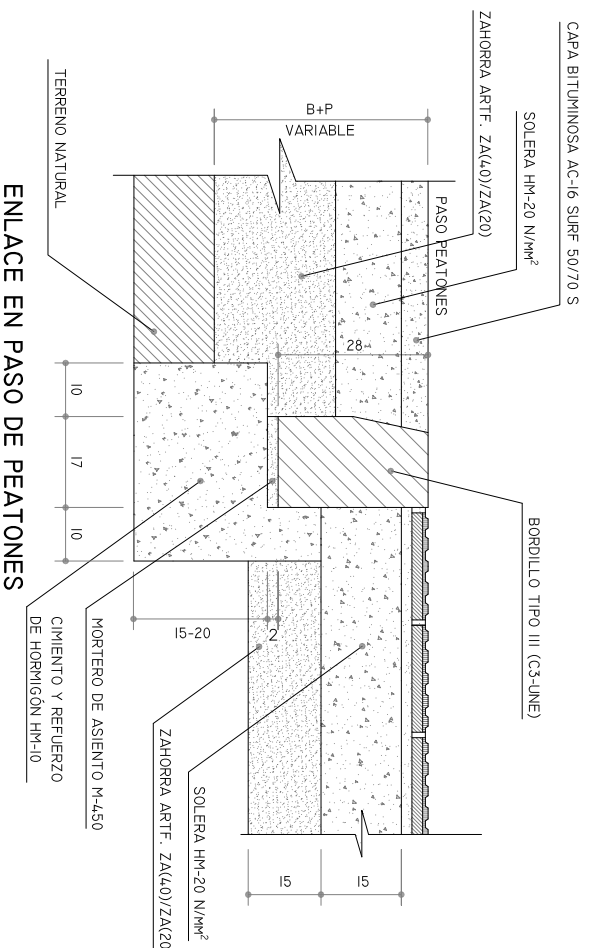 CAPA BITUMINOSA AC-16 SURF 50/70 S
SOLERA HM-20 N/MM²
ZAHORRA ARTF. ZA(40)/ZA(20)
B+P
VARIABLE
TERRENO NATURAL
PASO PEATONES
28
BORDILLO TIPO III (C3-UNE)
10
17
10
15-20
2
15
15
CIMIENTO Y REFUERZO
DE HORMIGÓN HM-10
MORTERO DE ASIENTO M-450
ZAHORRA ARTF. ZA(40)/ZA(20
SOLERA HM-20 N/MM²
ENLACE EN PASO DE PEATONES